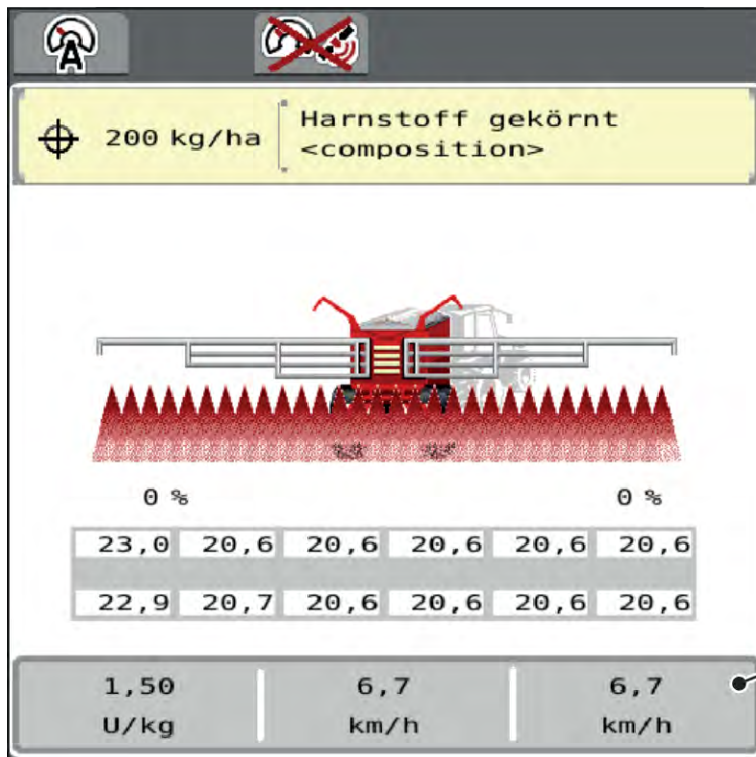 A
200 kg/ha
Harnstoff gekörnt
<composition>
0 % 0 %
23,0 20,6 20,6 20,6 20,6 20,6
22,9 20,7 20,6 20,6 20,6 20,6
1,50 6,7 6,7
U/kg km/h km/h